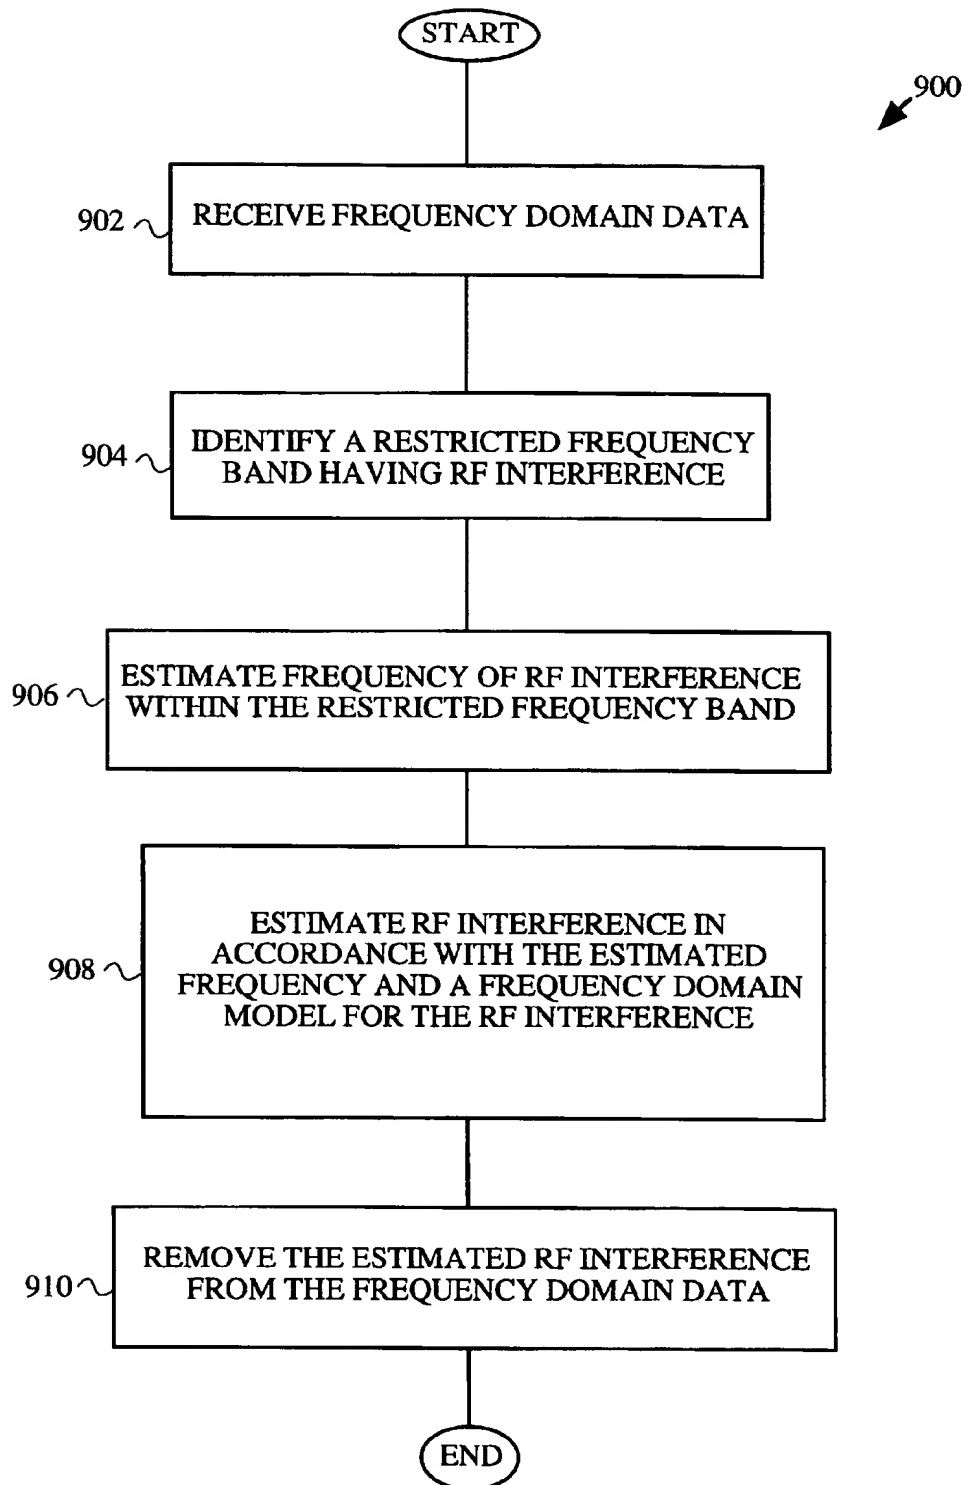 START
900
902
RECEIVE FREQUENCY DOMAIN DATA
904
IDENTIFY A RESTRICTED FREQUENCY
BAND HAVING RF INTERFERENCE
906
ESTIMATE FREQUENCY OF RF INTERFERENCE
WITHIN THE RESTRICTED FREQUENCY BAND
908
ESTIMATE RF INTERFERENCE IN
ACCORDANCE WITH THE ESTIMATED
FREQUENCY AND A FREQUENCY DOMAIN
MODEL FOR THE RF INTERFERENCE
910
REMOVE THE ESTIMATED RF INTERFERENCE
FROM THE FREQUENCY DOMAIN DATA
END